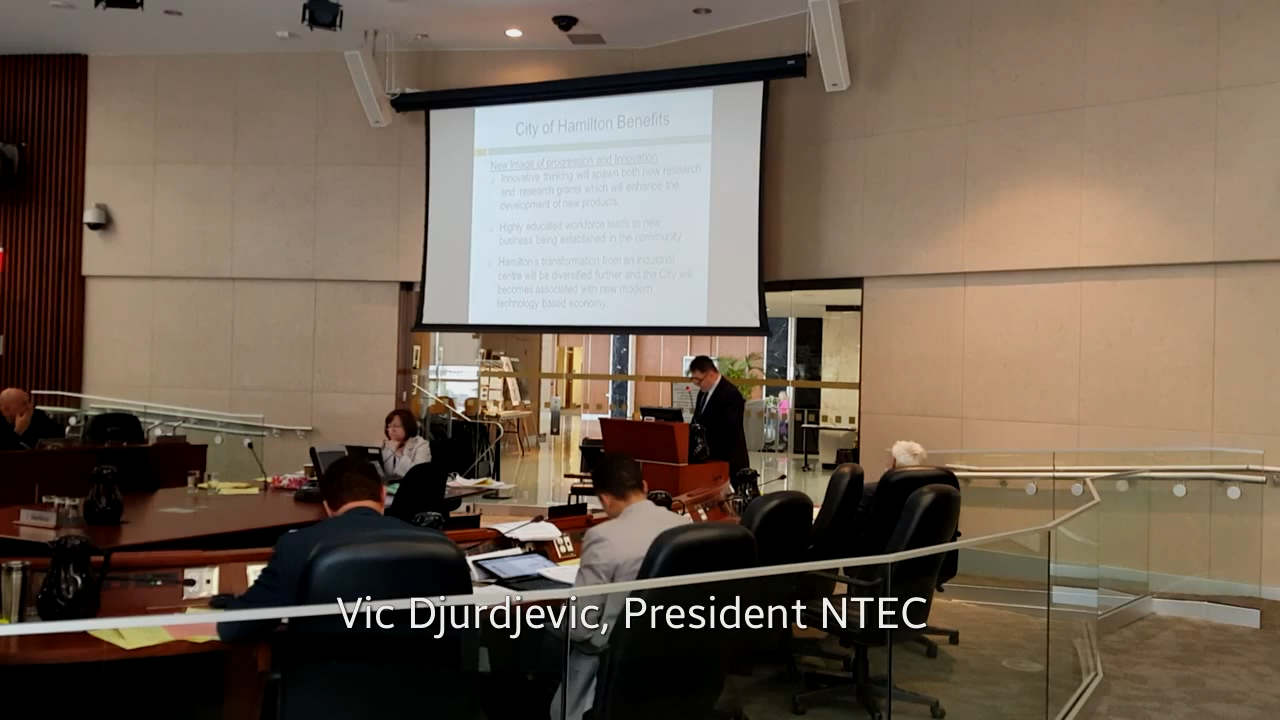 City of Hamilton Benefits
New Image of progression and Innovation
Innovative thinking will spawn both new research
and research grants which will enhance the
development of new products.
Highly educated workforce leads to new
business being established in the community
Hamilton's transformation from an industrial
centre will be diversified further and the City will
becomes associated with new modern
technology based economy.
Vic Djurdjevic, President NTEC